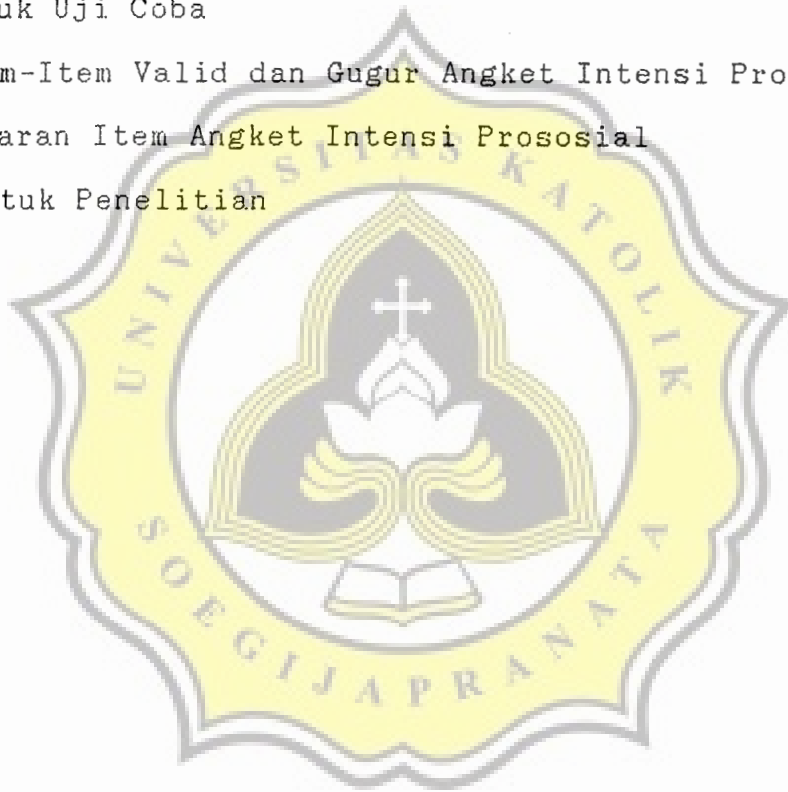 uk Uji Coba
m-Item Valid dan Gugur Angket Intensi Pro
aran Item Angket Intensi Prososial
tuk Penelitian
UNIVERSITAS KATOLIK
SOEGIJAPRANATA